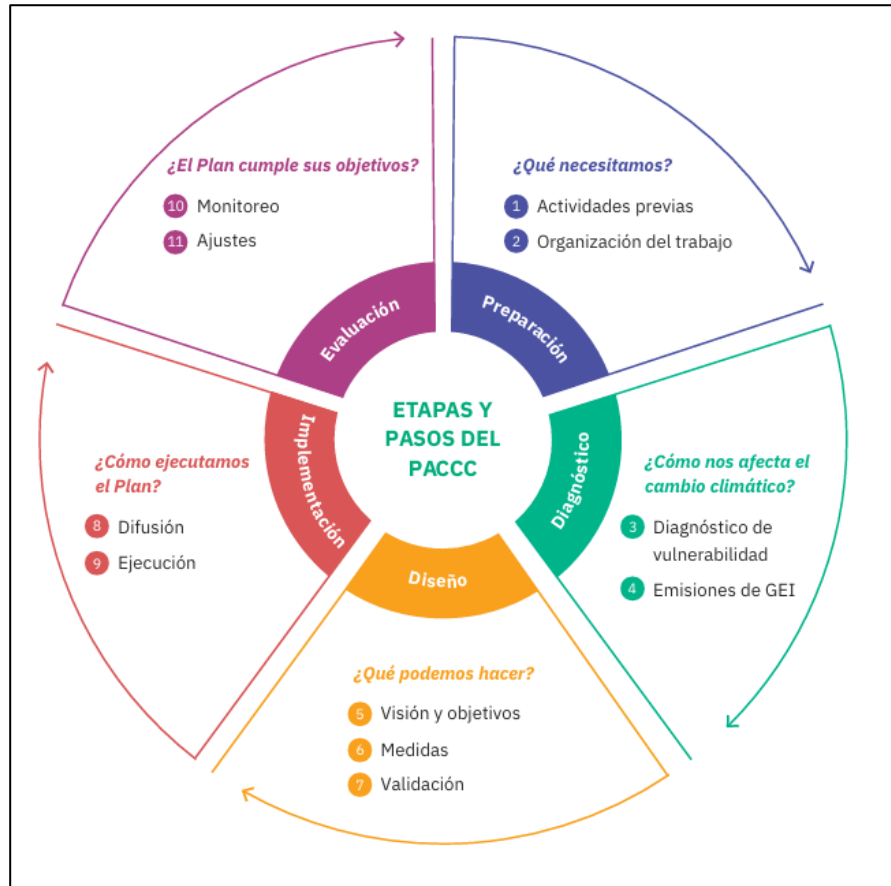 ETAPAS Y
PASOS DEL
PACCC
Preparación
¿Qué necesitamos?
1 Actividades previas
2 Organización del trabajo
Diagnóstico
¿Cómo nos afecta el
cambio climático?
3 Diagnóstico de
vulnerabilidad
4 Emisiones de GEI
Diseño
¿Qué podemos hacer?
5 Visión y objetivos
6 Medidas
7 Validación
Implementación
¿Cómo ejecutamos
el Plan?
8 Difusión
9 Ejecución
Evaluación
¿El Plan cumple sus objetivos?
10 Monitoreo
11 Ajustes